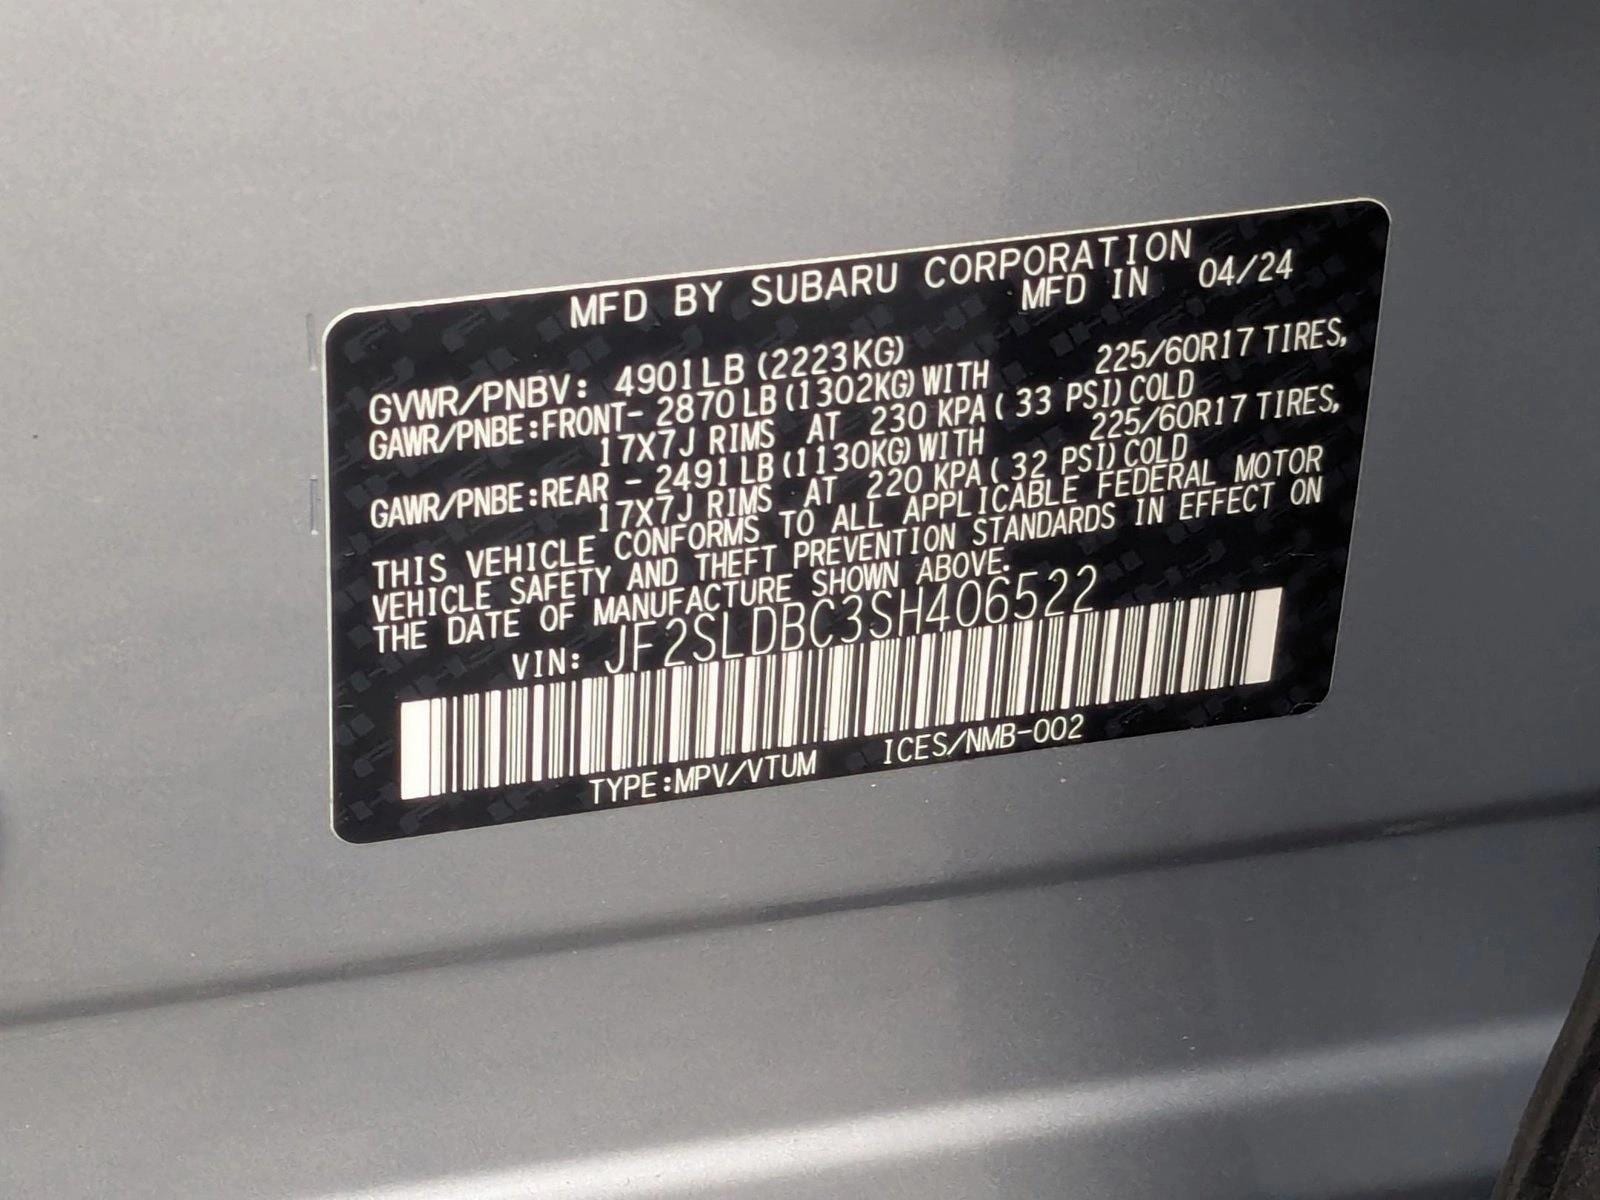 MFD BY SUBARU CORPORATION
MFD IN 04/24
GVWR/PNBV: 4901LB (2223KG)
GAWR/PNBE:FRONT- 2870LB(1302KG)WITH 225/60R17 TIRES,
17X7J RIMS AT 230 KPA( 33 PSI)COLD
GAWR/PNBE:REAR - 2491LB(1130KG)WITH 225/60R17 TIRES,
17X7J RIMS AT 220 KPA( 32 PSI)COLD
THIS VEHICLE CONFORMS TO ALL APPLICABLE FEDERAL MOTOR
VEHICLE SAFETY AND THEFT PREVENTION STANDARDS IN EFFECT ON
THE DATE OF MANUFACTURE SHOWN ABOVE.
VIN: JF2SLDBC3SH406522
TYPE:MPV/VTUM ICES/NMB-002